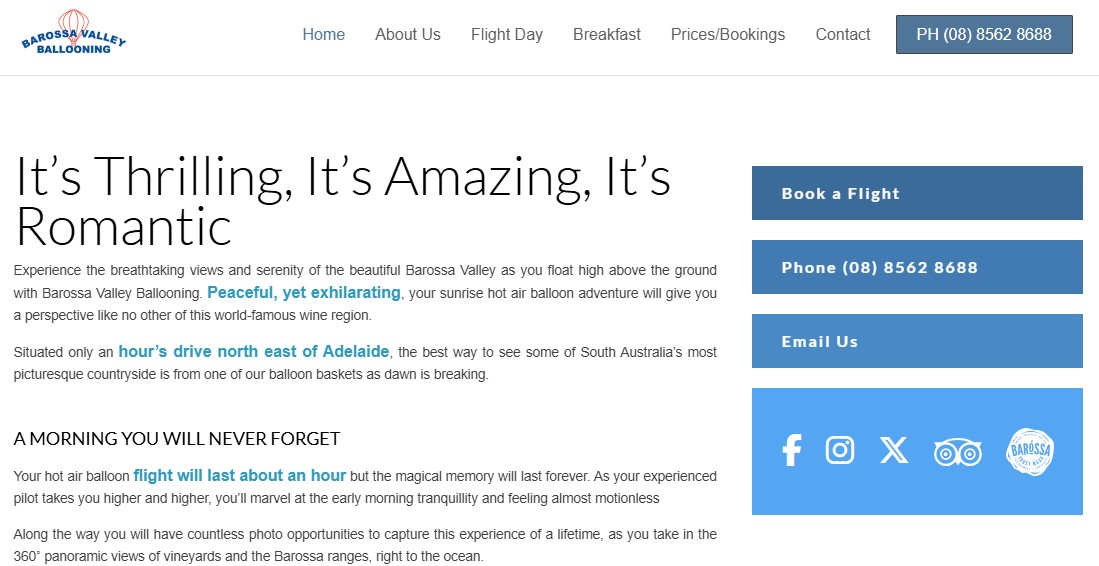 BAROSSA VALLEY
BALLOONING
Home
About Us
Flight Day
Breakfast
Prices/Bookings
Contact
PH (08) 8562 8688
It’s Thrilling, It’s Amazing, It’s
Romantic
Experience the breathtaking views and serenity of the beautiful Barossa Valley as you float high above the ground
with Barossa Valley Ballooning. Peaceful, yet exhilarating, your sunrise hot air balloon adventure will give you
a perspective like no other of this world-famous wine region.
Situated only an hour’s drive north east of Adelaide, the best way to see some of South Australia’s most
picturesque countryside is from one of our balloon baskets as dawn is breaking.
A MORNING YOU WILL NEVER FORGET
Your hot air balloon flight will last about an hour but the magical memory will last forever. As your experienced
pilot takes you higher and higher, you’ll marvel at the early morning tranquillity and feeling almost motionless
Along the way you will have countless photo opportunities to capture this experience of a lifetime, as you take in the
360˚ panoramic views of vineyards and the Barossa ranges, right to the ocean.
Book a Flight
Phone (08) 8562 8688
Email Us
BARÓSSA